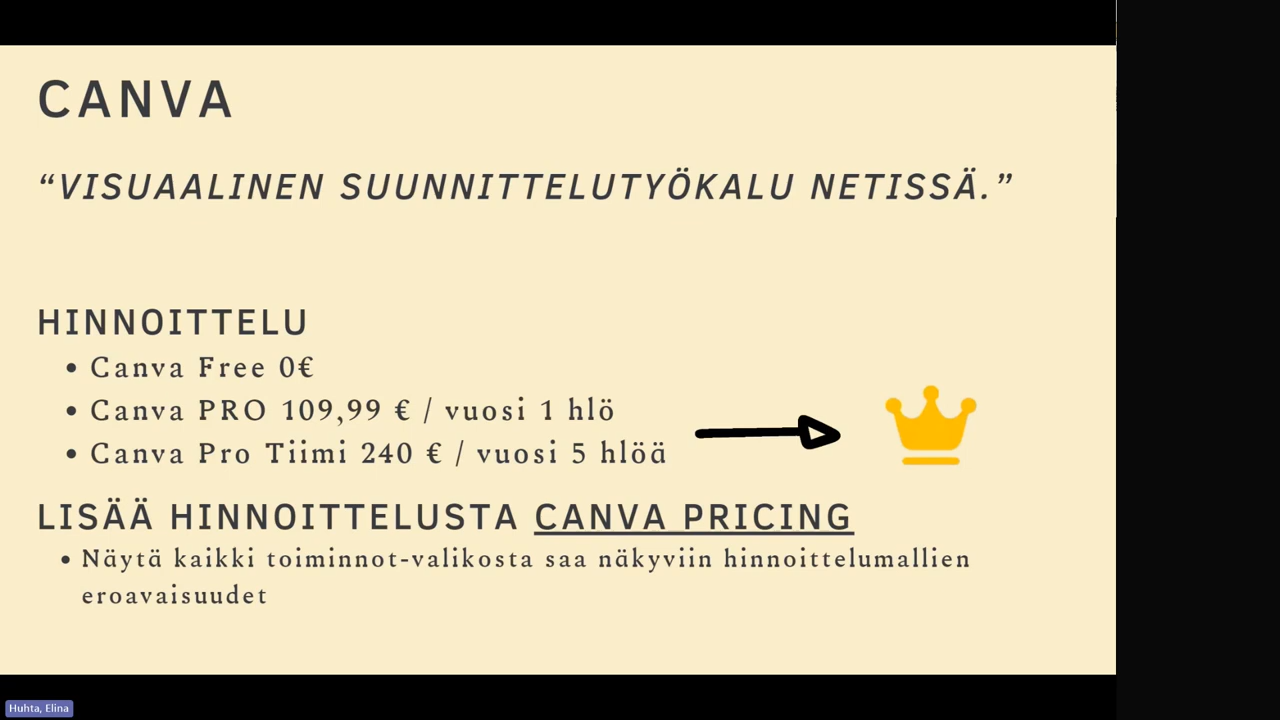 CANVA
“VISUAALINEN SUUNNITTELUTYÖKALU NETISSÄ.”
HINNOITTELU
• Canva Free 0€
• Canva PRO 109,99 € / vuosi 1 hlö
• Canva Pro Tiimi 240 € / vuosi 5 hlöä
LISÄÄ HINNOITTELUSTA CANVA PRICING
• Näytä kaikki toiminnot-valikosta saa näkyviin hinnoittelumallien
eroavaisuudet
Huhta, Elina